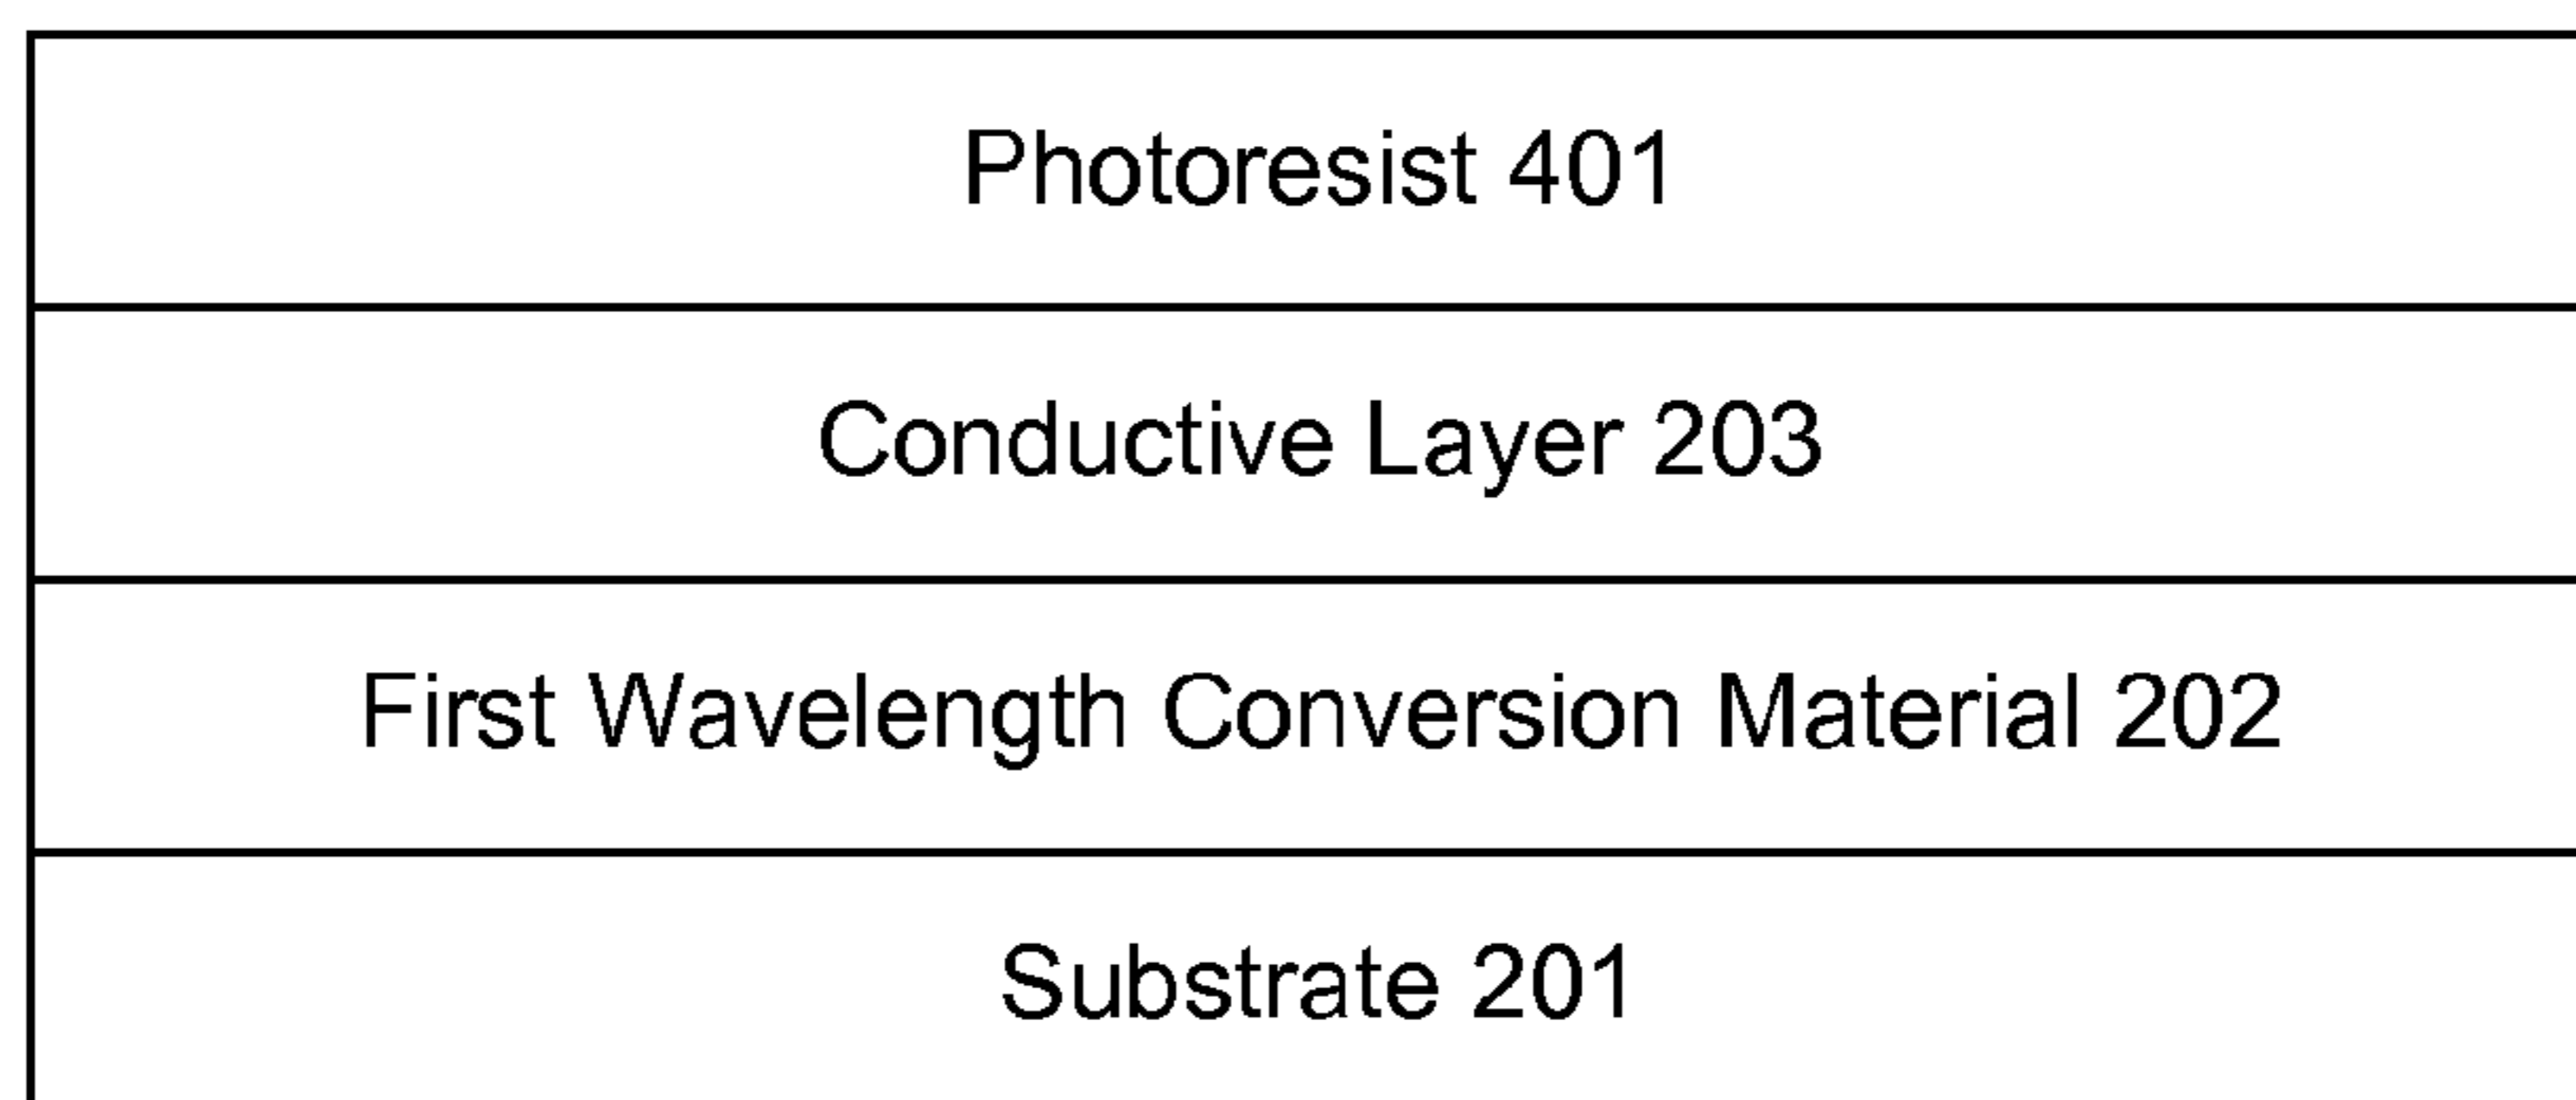 Photoresist 401
Conductive Layer 203
First Wavelength Conversion Material 202
Substrate 201